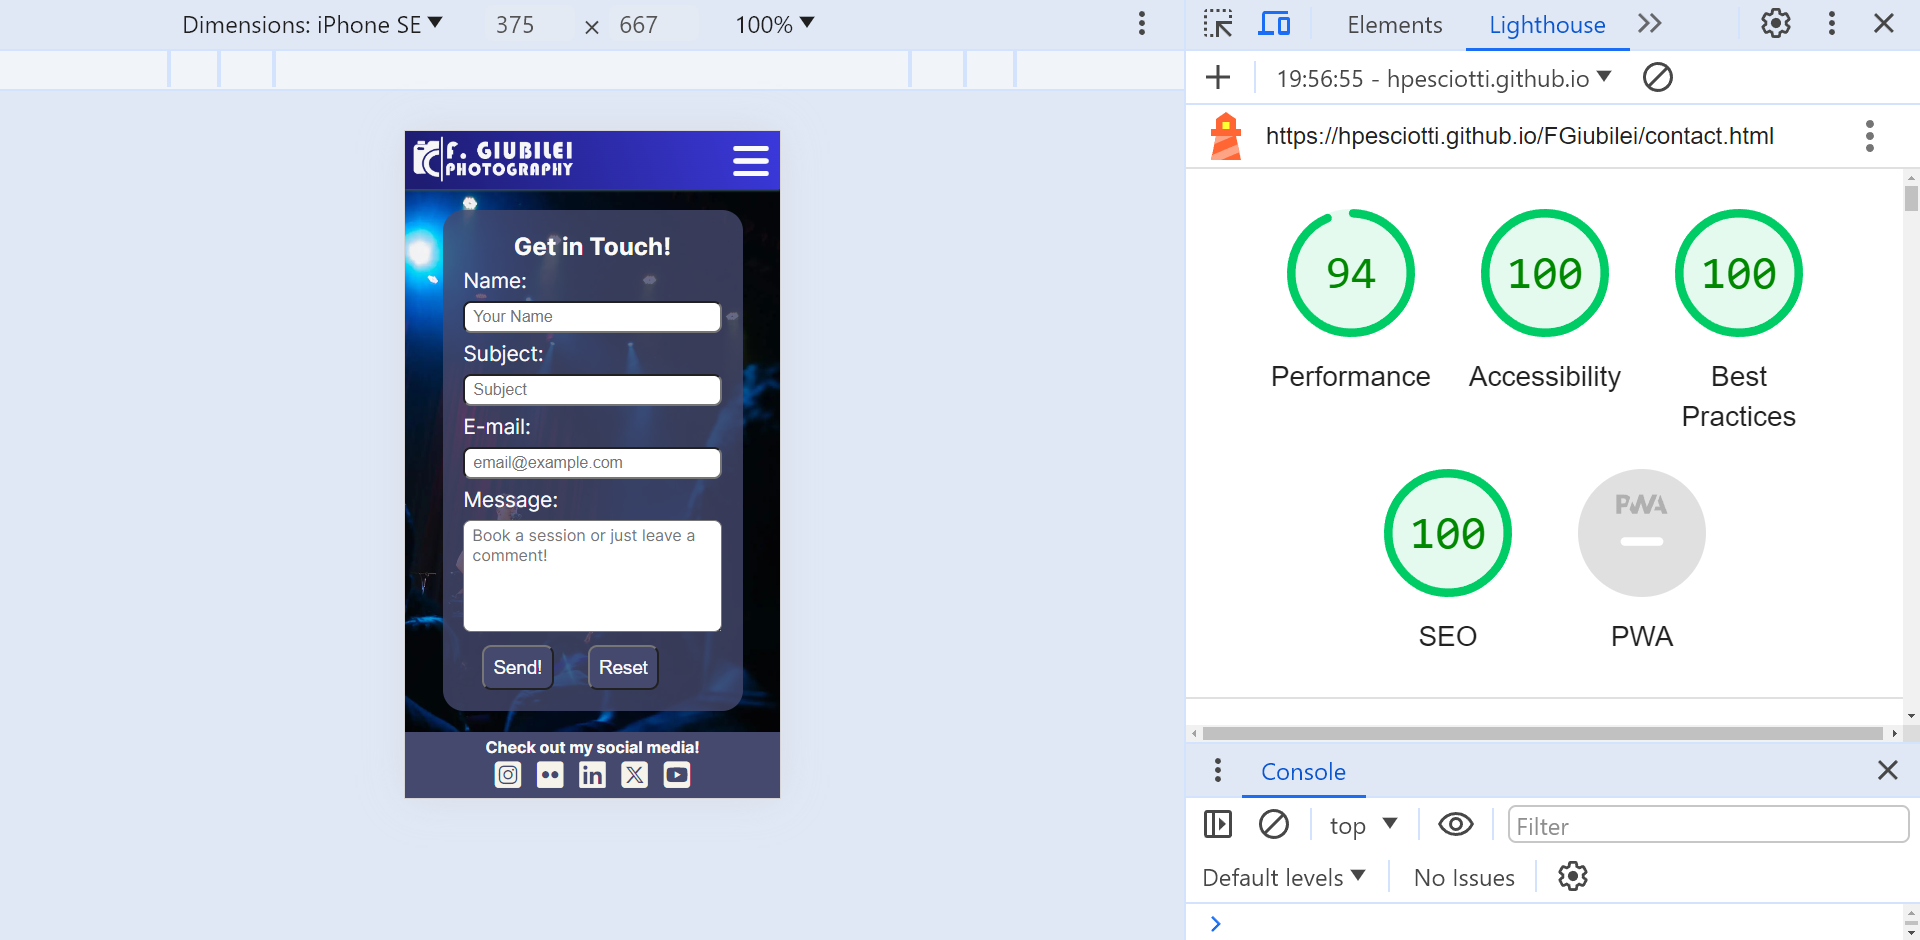 Dimensions: iPhone SE
375
×
667
100%
F. GIUBILEI
PHOTOGRAPHY
Get in Touch!
Name:
Your Name
Subject:
Subject
E-mail:
email@example.com
Message:
Book a session or just leave a
comment!
Send!
Reset
Check out my social media!
Elements
Lighthouse
19:56:55 - hpesciotti.github.io
https://hpesciotti.github.io/FGiubilei/contact.html
94
100
100
Performance
Accessibility
Best
Practices
100
PWA
SEO
PWA
Console
top
Filter
Default levels
No Issues